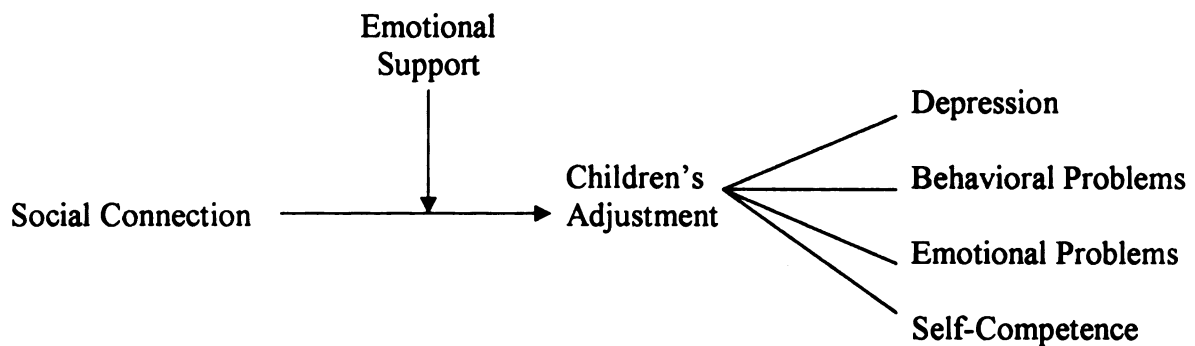 Emotional
Support
Depression
Children's
Adjustment
Behavioral Problems
Social Connection
Emotional Problems
Self-Competence